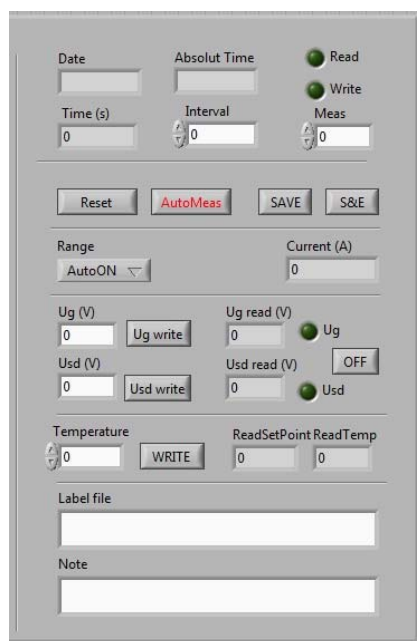 Date Absolut Time Read
Write
Time (s) Interval Meas
0 0 0
Reset AutoMeas SAVE S&E
Range Current (A)
AutoON 0
Ug (V) Ug read (V)
0 Ug write 0 Ug
Usd (V) Usd read (V) OFF
0 Usd write 0 Usd
Temperature ReadSetPoint ReadTemp
0 WRITE 0 0
Label file
Note